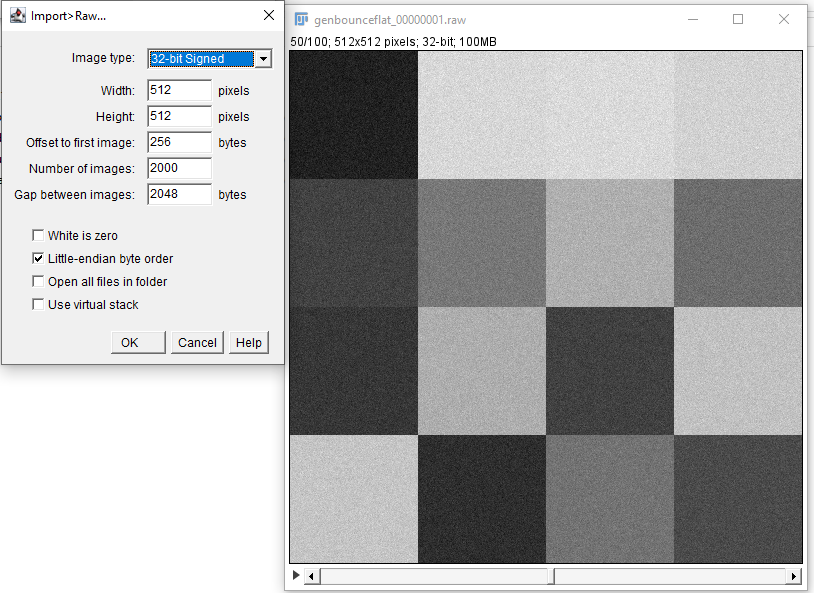 Import>Raw...
Image type: 32-bit Signed
Width: 512 pixels
Height: 512 pixels
Offset to first image: 256 bytes
Number of images: 2000
Gap between images: 2048 bytes
White is zero
Little-endian byte order
Open all files in folder
Use virtual stack
OK Cancel Help
genbounceflat_00000001.raw
50/100; 512x512 pixels; 32-bit; 100MB